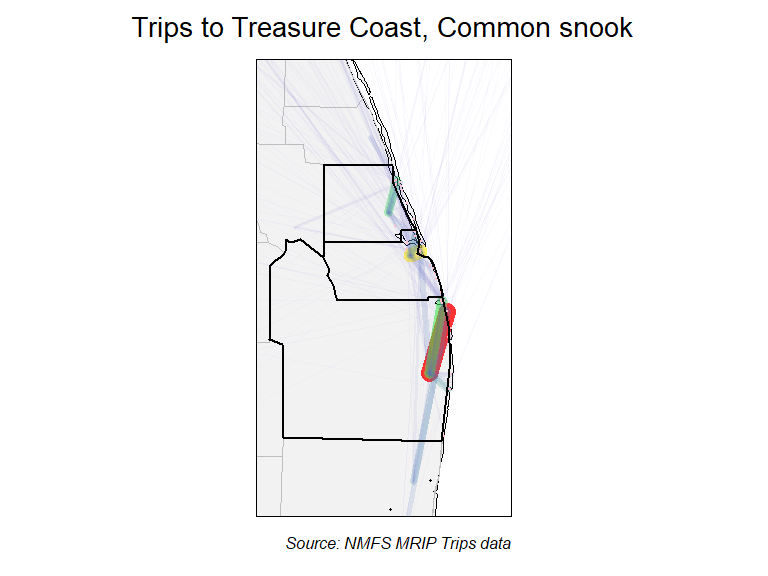 Trips to Treasure Coast, Common snook
Source: NMFS MRIP Trips data